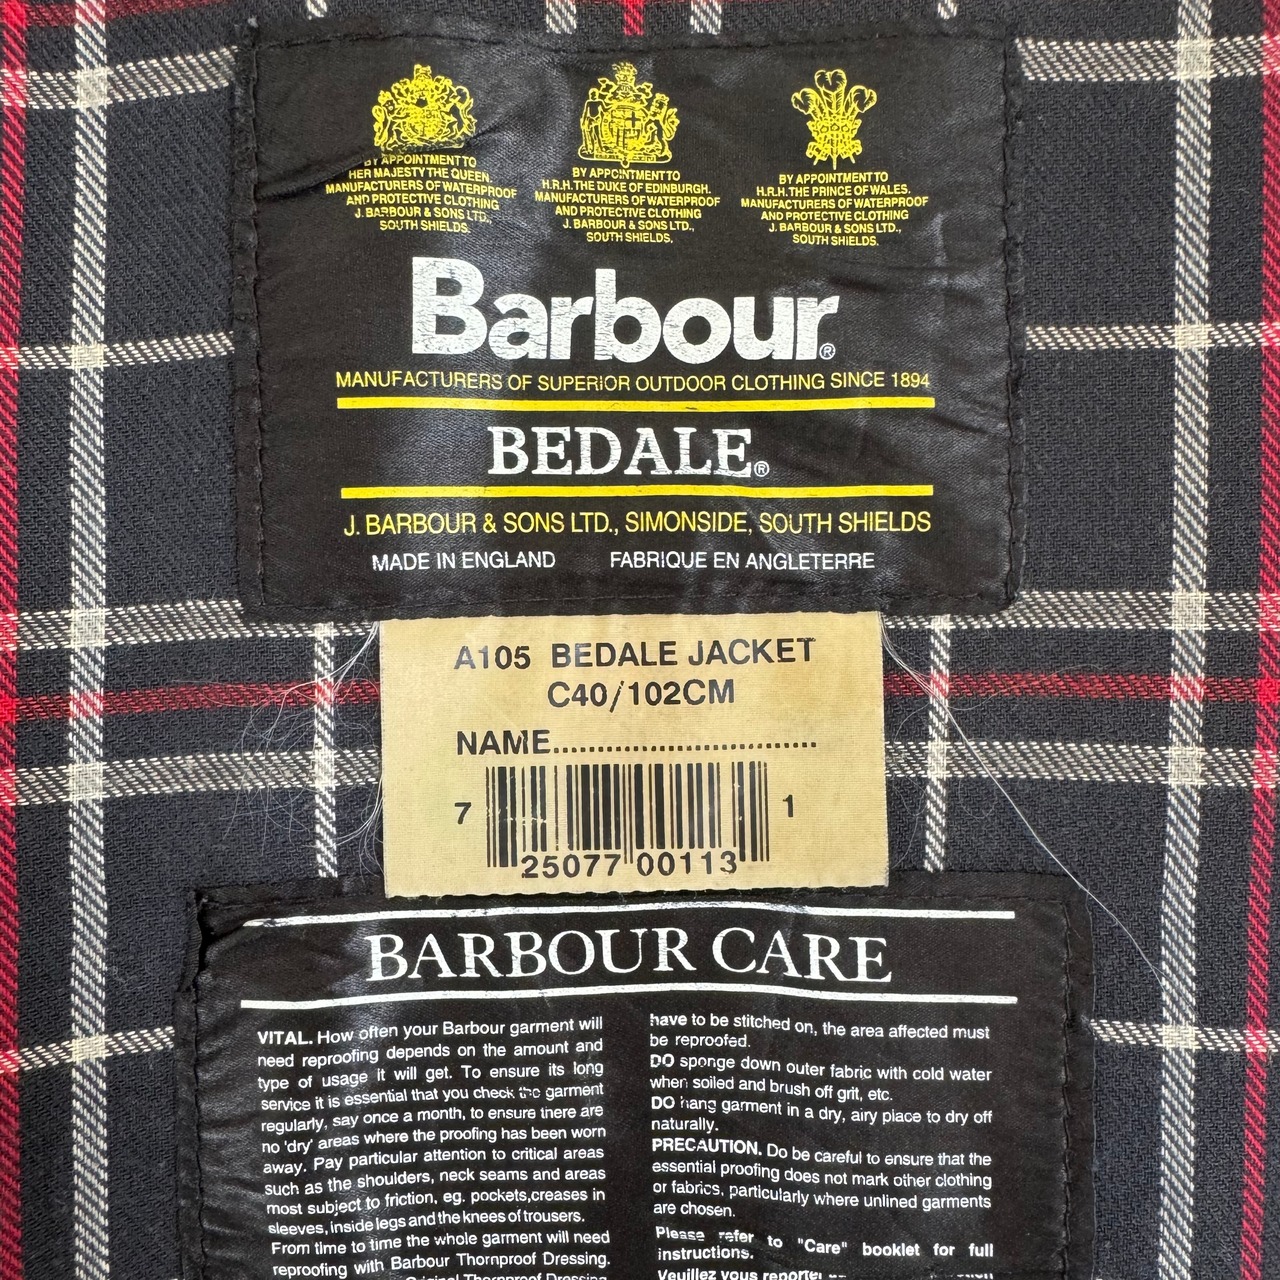 BY APPOINTMENT TO
HER MAJESTY THE QUEEN.
MANUFACTURERS OF WATERPROOF
AND PROTECTIVE CLOTHING
J. BARBOUR & SONS LTD.,
SOUTH SHIELDS.
BY APPOINTMENT TO
H.R.H. THE DUKE OF EDINBURGH.
MANUFACTURERS OF WATERPROOF
AND PROTECTIVE CLOTHING
J. BARBOUR & SONS LTD.,
SOUTH SHIELDS.
BY APPOINTMENT TO
H.R.H. THE PRINCE OF WALES.
MANUFACTURERS OF WATERPROOF
AND PROTECTIVE CLOTHING
J. BARBOUR & SONS LTD.,
SOUTH SHIELDS.
Barbour®
MANUFACTURERS OF SUPERIOR OUTDOOR CLOTHING SINCE 1894
BEDALE®
J. BARBOUR & SONS LTD., SIMONSIDE, SOUTH SHIELDS
MADE IN ENGLAND FABRIQUE EN ANGLETERRE
A105 BEDALE JACKET
C40/102CM
NAME..............................
7 25077 00113 1
BARBOUR CARE
VITAL. How often your Barbour garment will
need reproofing depends on the amount and
type of usage it will get. To ensure its long
service it is essential that you check the garment
regularly, say once a month, to ensure there are
no 'dry' areas where the proofing has been worn
away. Pay particular attention to critical areas
such as the shoulders, neck seams and areas
most subject to friction, eg. pockets,creases in
sleeves, inside legs and the knees of trousers.
From time to time the whole garment will need
reproofing with Barbour Thornproof Dressing.
Original Thornproof Dressing
have to be stitched on, the area affected must
be reproofed.
DO sponge down outer fabric with cold water
when soiled and brush off grit, etc.
DO hang garment in a dry, airy place to dry off
naturally.
PRECAUTION. Do be careful to ensure that the
essential proofing does not mark other clothing
or fabrics, particularly where unlined garments
are chosen.
Please refer to "Care" booklet for full
instructions.
Veuillez vous reporter